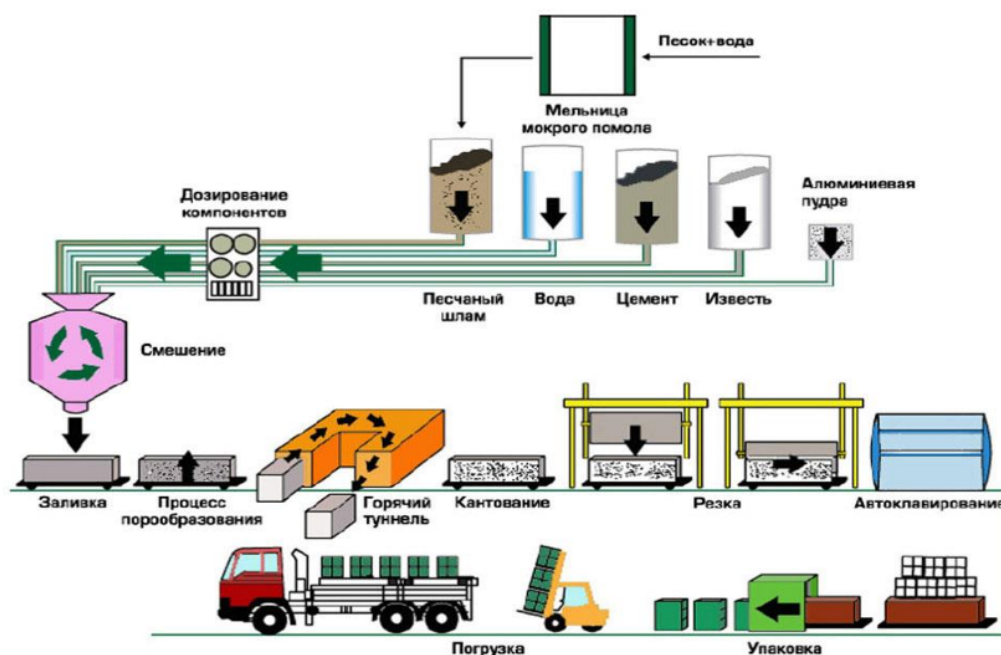 Песок+вода
Мельница
мокрого помола
Дозирование
компонентов
Алюминиевая
пудра
Песчаный
шлам
Вода
Цемент
Известь
Смешение
Заливка
Процесс
порообразования
Горячий
туннель
Кантование
Резка
Автоклавирование
Погрузка
Упаковка